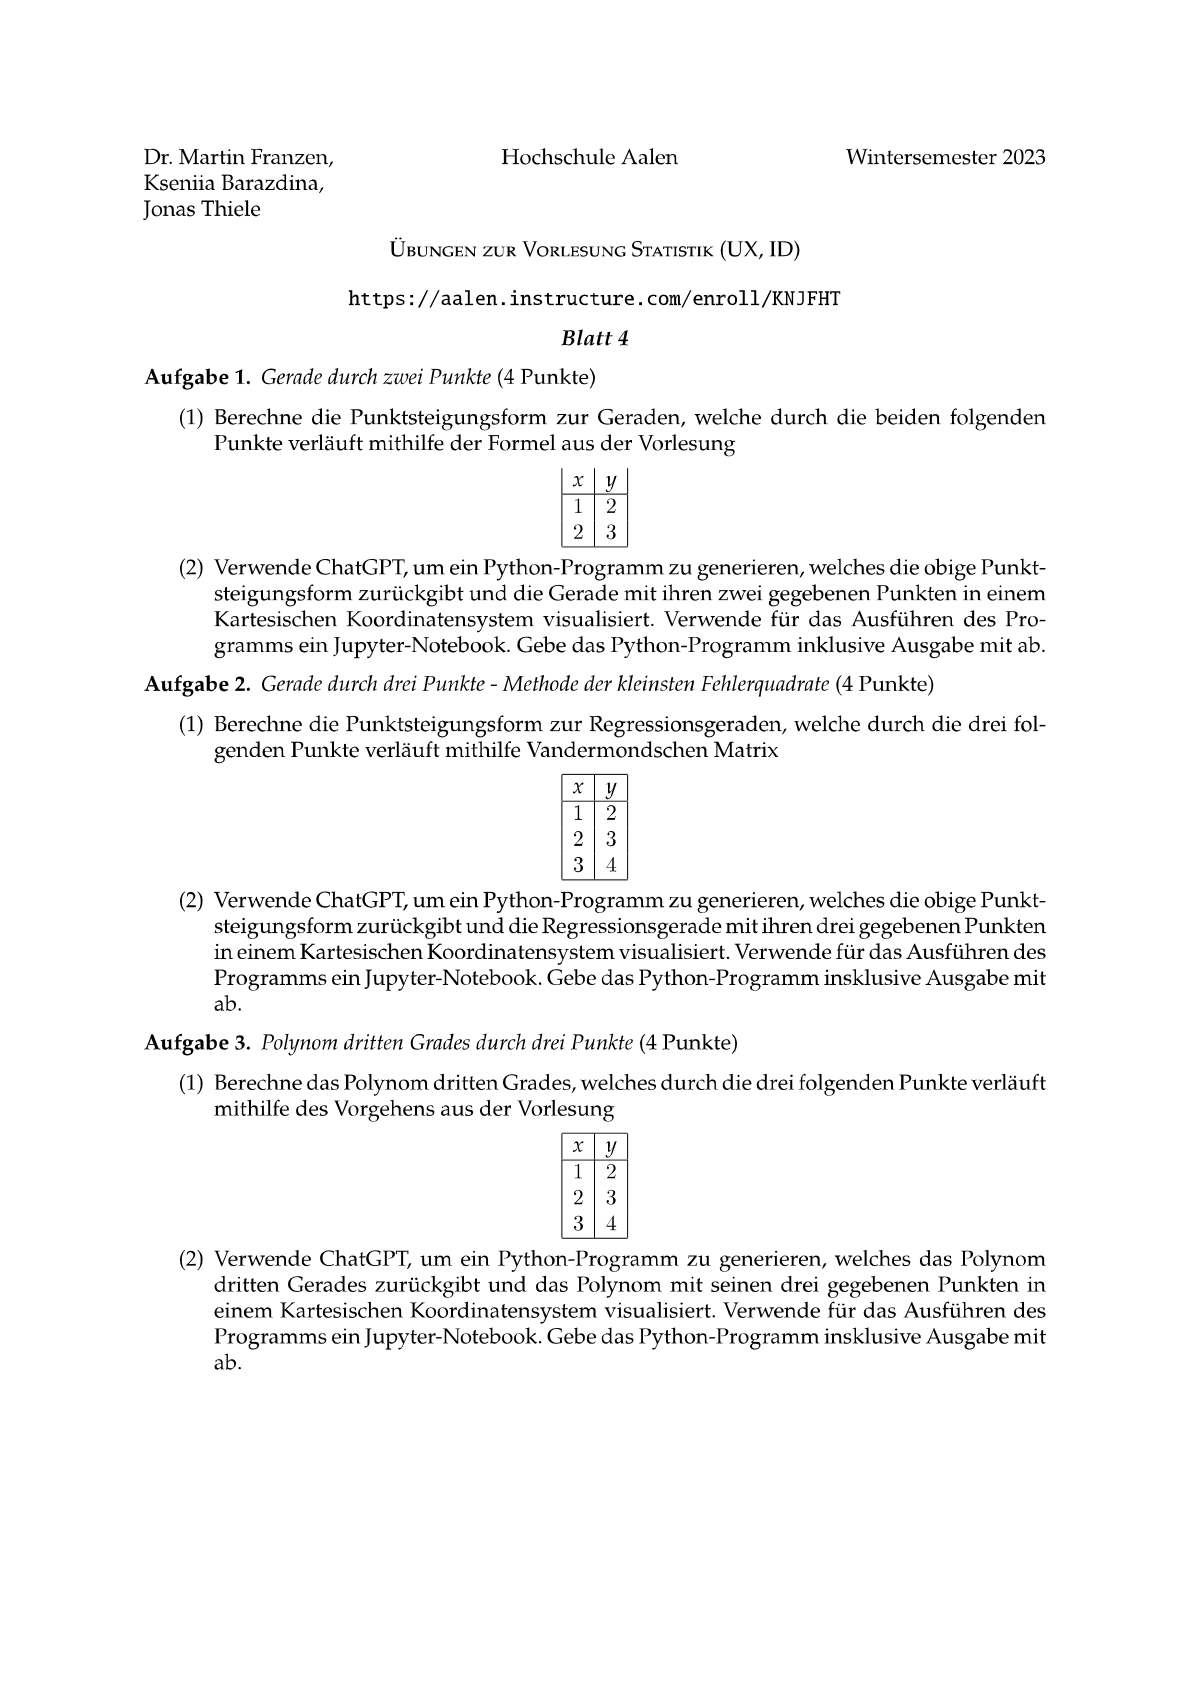 Dr. Martin Franzen, Hochschule Aalen Wintersemester 2023
Kseniia Barazdina,
Jonas Thiele
Übungen zur Vorlesung Statistik (UX, ID)
https://aalen.instructure.com/enroll/KNJFHT
Blatt 4
Aufgabe 1. Gerade durch zwei Punkte (4 Punkte)
(1) Berechne die Punktsteigungsform zur Geraden, welche durch die beiden folgenden
Punkte verläuft mithilfe der Formel aus der Vorlesung
x y
1 2
2 3
(2) Verwende ChatGPT, um ein Python-Programm zu generieren, welches die obige Punkt-
steigungsform zurückgibt und die Gerade mit ihren zwei gegebenen Punkten in einem
Kartesischen Koordinatensystem visualisiert. Verwende für das Ausführen des Pro-
gramms ein Jupyter-Notebook. Gebe das Python-Programm inklusive Ausgabe mit ab.
Aufgabe 2. Gerade durch drei Punkte - Methode der kleinsten Fehlerquadrate (4 Punkte)
(1) Berechne die Punktsteigungsform zur Regressionsgeraden, welche durch die drei fol-
genden Punkte verläuft mithilfe Vandermondschen Matrix
x y
1 2
2 3
3 4
(2) Verwende ChatGPT, um ein Python-Programm zu generieren, welches die obige Punkt-
steigungsform zurückgibt und die Regressionsgerade mit ihren drei gegebenen Punkten
in einem Kartesischen Koordinatensystem visualisiert. Verwende für das Ausführen des
Programms ein Jupyter-Notebook. Gebe das Python-Programm insklusive Ausgabe mit
ab.
Aufgabe 3. Polynom dritten Grades durch drei Punkte (4 Punkte)
(1) Berechne das Polynom dritten Grades, welches durch die drei folgenden Punkte verläuft
mithilfe des Vorgehens aus der Vorlesung
x y
1 2
2 3
3 4
(2) Verwende ChatGPT, um ein Python-Programm zu generieren, welches das Polynom
dritten Gerades zurückgibt und das Polynom mit seinen drei gegebenen Punkten in
einem Kartesischen Koordinatensystem visualisiert. Verwende für das Ausführen des
Programms ein Jupyter-Notebook. Gebe das Python-Programm insklusive Ausgabe mit
ab.